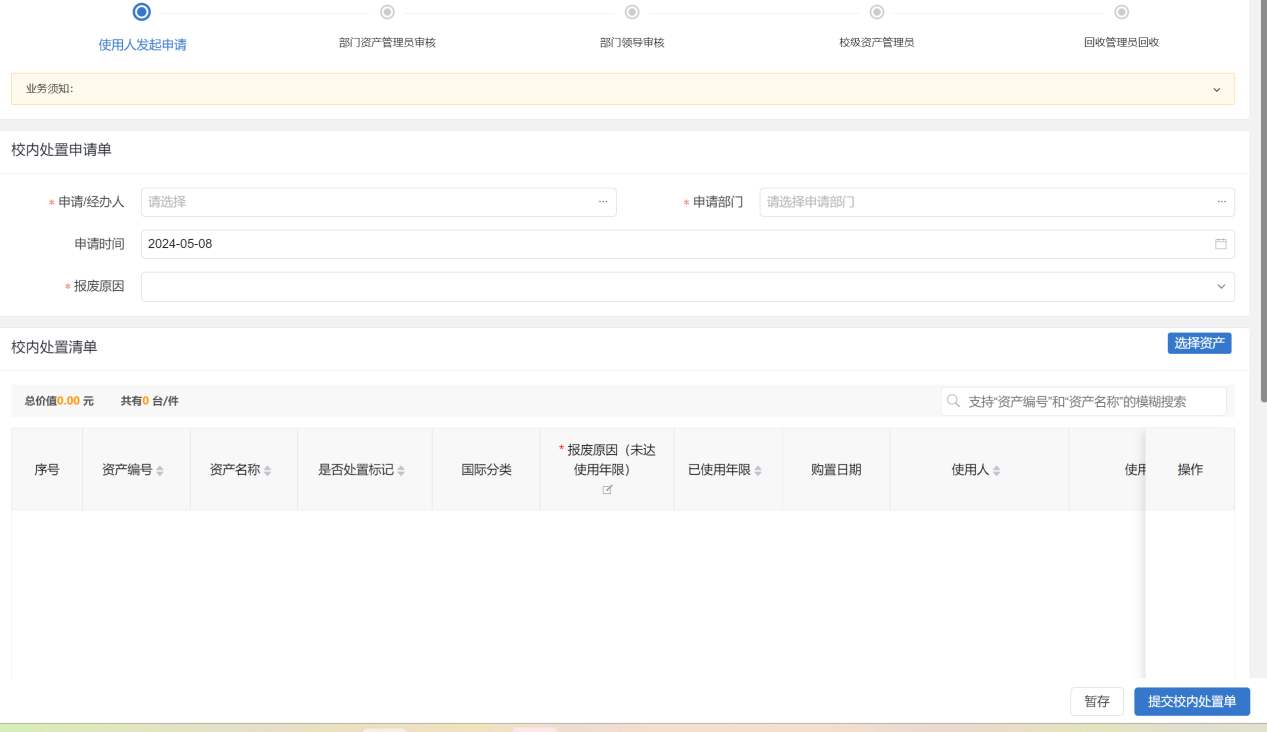 使用人发起申请 部门资产管理员审核 部门领导审核 校级资产管理员 回收管理员回收
业务须知:
校内处置申请单
* 申请/经办人 请选择 ··· * 申请部门 请选择申请部门 ···
申请时间 2024-05-08
* 报废原因
校内处置清单 选择资产
总价值0.00 元 共有0 台/件 支持“资产编号”和“资产名称”的模糊搜索
序号 资产编号 资产名称 是否处置标记 国际分类 * 报废原因（未达使用年限） 已使用年限 购置日期 使用人 使用 操作
暂存 提交校内处置单